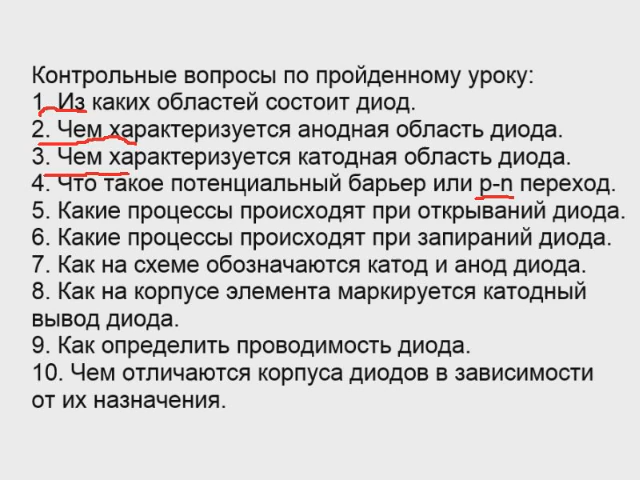 Контрольные вопросы по пройденному уроку:
1. Из каких областей состоит диод.
2. Чем характеризуется анодная область диода.
3. Чем характеризуется катодная область диода.
4. Что такое потенциальный барьер или p-n переход.
5. Какие процессы происходят при открываний диода.
6. Какие процессы происходят при запираний диода.
7. Как на схеме обозначаются катод и анод диода.
8. Как на корпусе элемента маркируется катодный
вывод диода.
9. Как определить проводимость диода.
10. Чем отличаются корпуса диодов в зависимости
от их назначения.